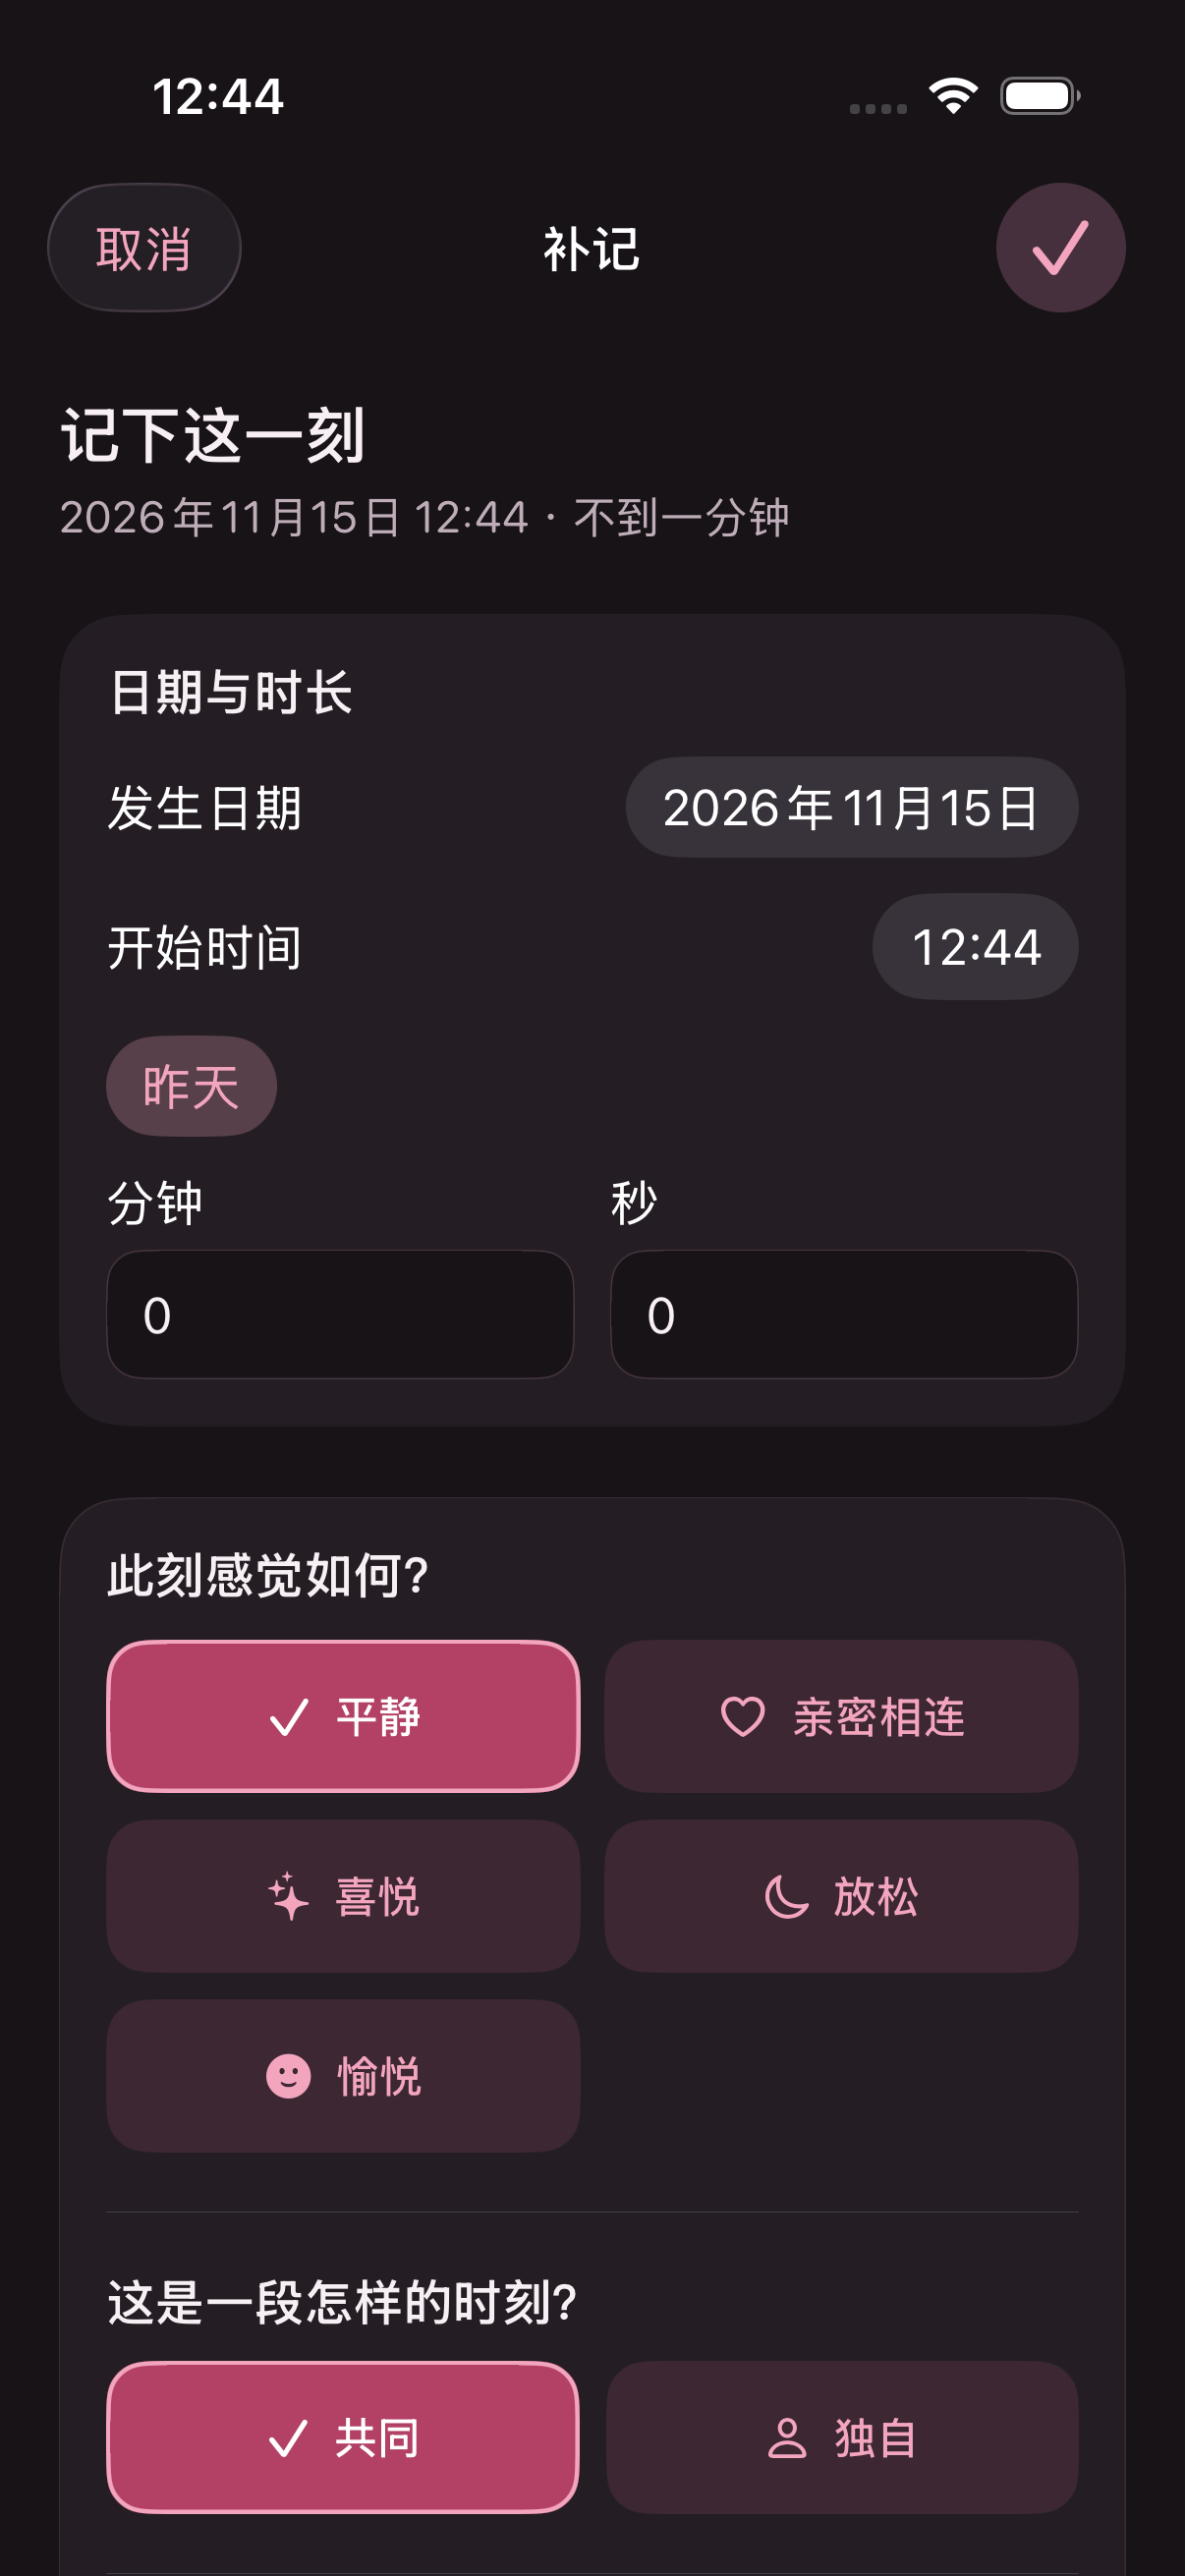 12:44
取消
补记
记下这一刻
2026年11月15日 12:44 · 不到一分钟
日期与时长
发生日期
2026年11月15日
开始时间
12:44
昨天
分钟
秒
0
0
此刻感觉如何?
平静
亲密相连
喜悦
放松
愉悦
这是一段怎样的时刻?
共同
独自